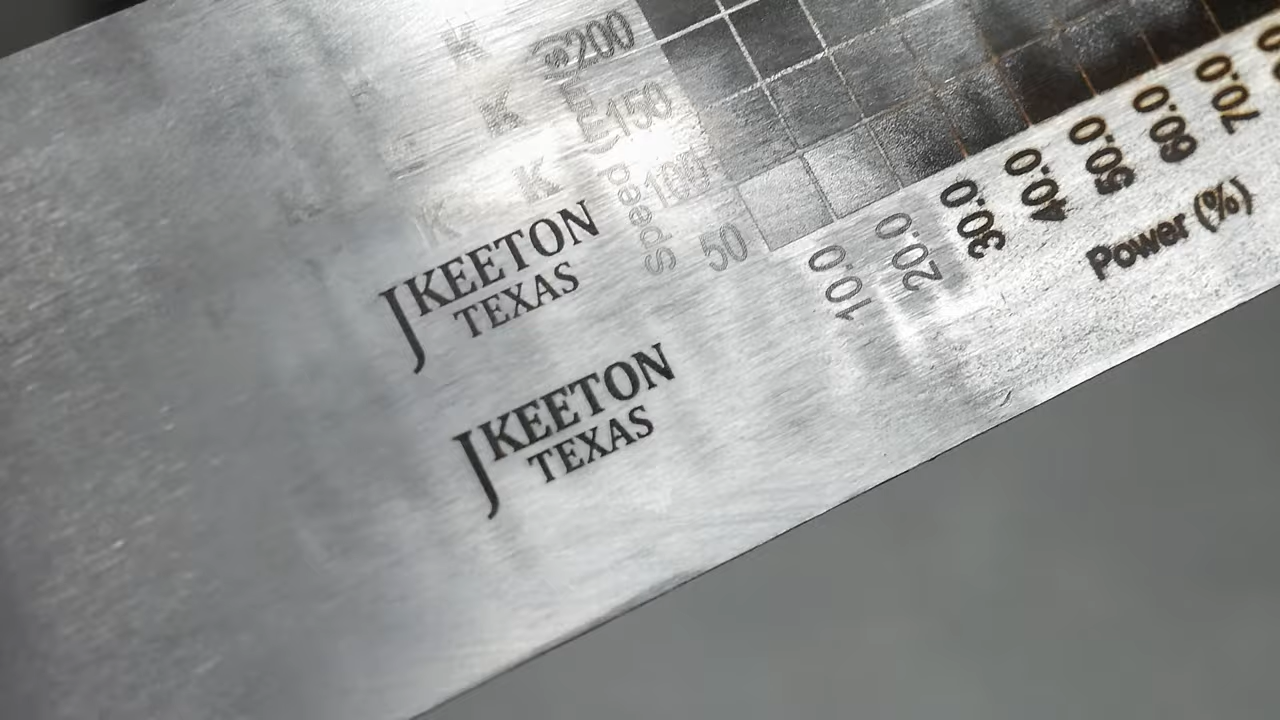 K
K
K
K
200
150
100
50
Speed
10.0
20.0
30.0
40.0
50.0
60.0
70.0
Power (%)
JKEETON
TEXAS
JKEETON
TEXAS